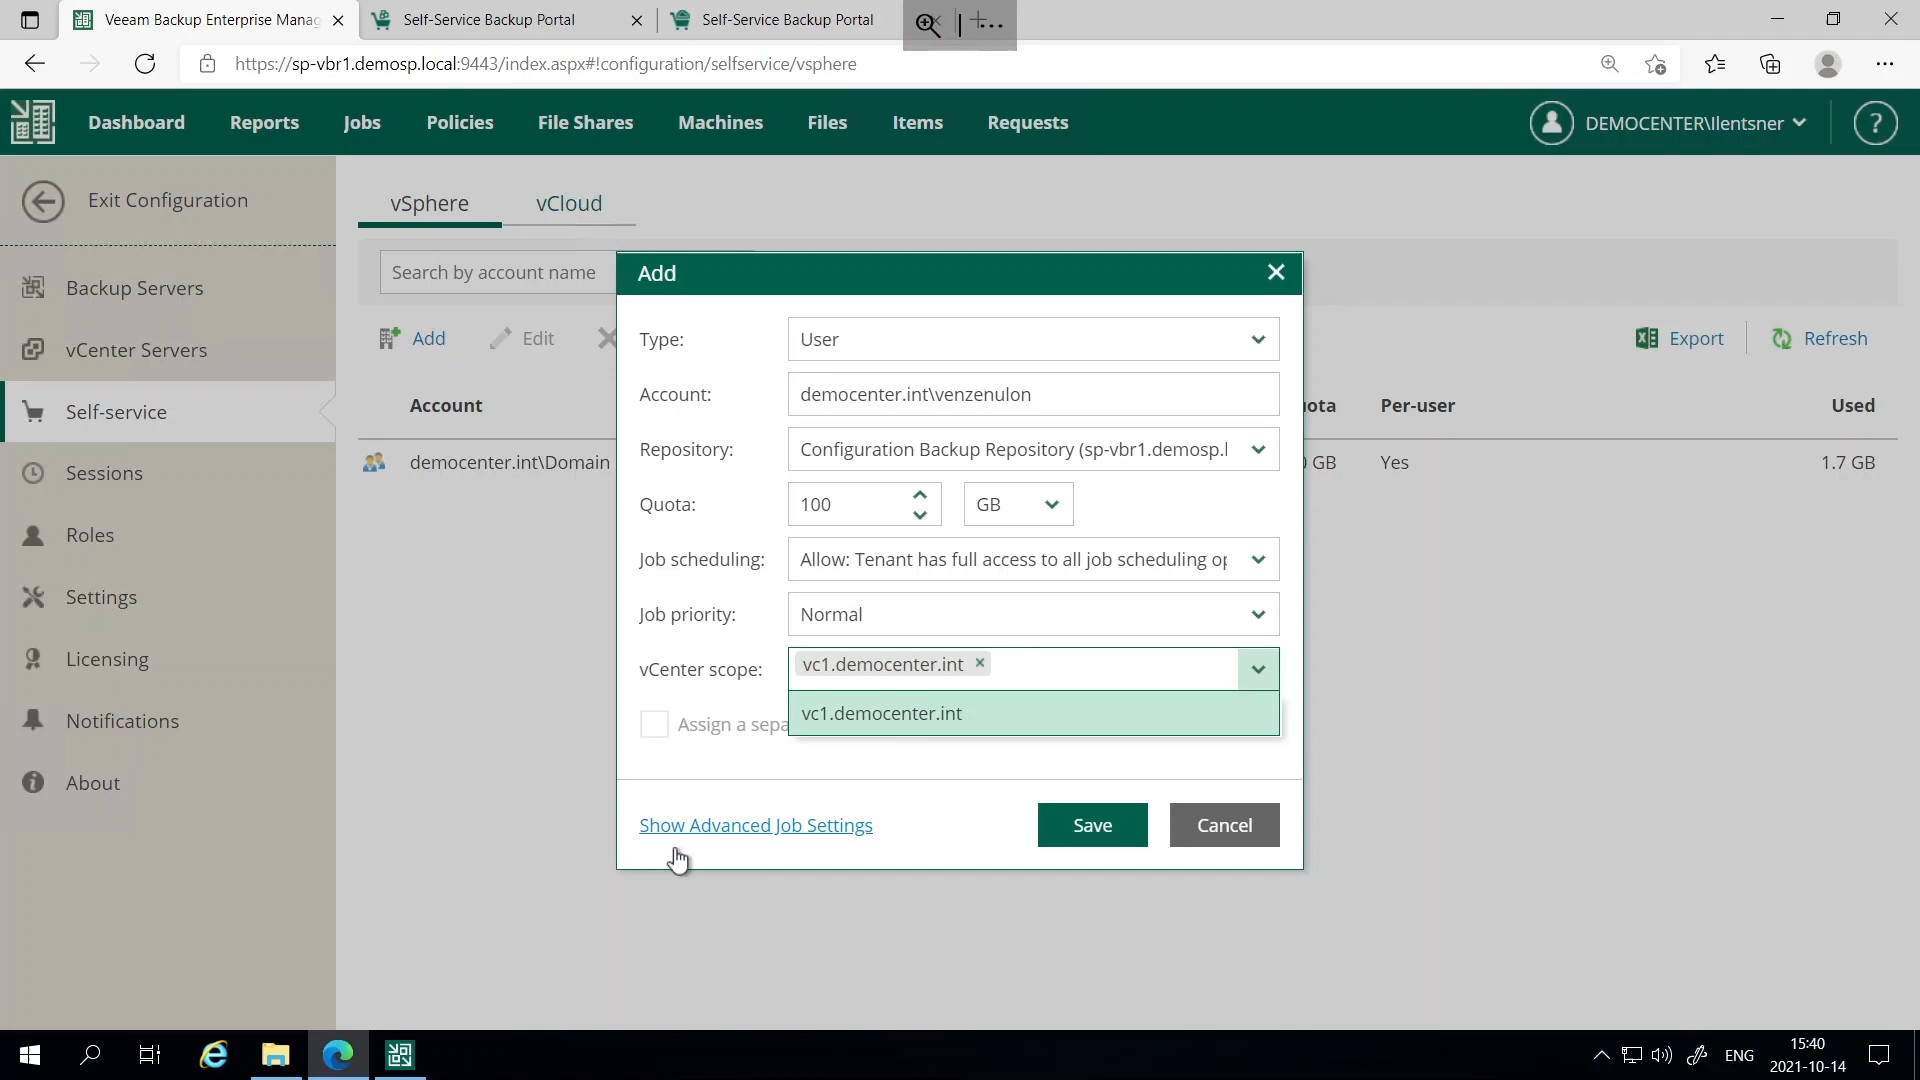 Veeam Backup Enterprise Manag
Self-Service Backup Portal
Self-Service Backup Portal
https://sp-vbr1.demosp.local:9443/index.aspx#!configuration/selfservice/vsphere
Dashboard
Reports
Jobs
Policies
File Shares
Machines
Files
Items
Requests
DEMOCENTER\llentsner
?
Exit Configuration
Backup Servers
vCenter Servers
Self-service
Sessions
Roles
Settings
Licensing
Notifications
About
vSphere
vCloud
Search by account name
Add
Edit
Export
Refresh
Account
Per-user
Used
democenter.int\Domain
GB
Yes
1.7 GB
Add
Type:
User
Account:
democenter.int\venzenulon
Repository:
Configuration Backup Repository (sp-vbr1.demosp.l
Quota:
100
GB
Job scheduling:
Allow: Tenant has full access to all job scheduling op
Job priority:
Normal
vCenter scope:
vc1.democenter.int
vc1.democenter.int
Assign a sepa
Show Advanced Job Settings
Save
Cancel
ENG
15:40
2021-10-14